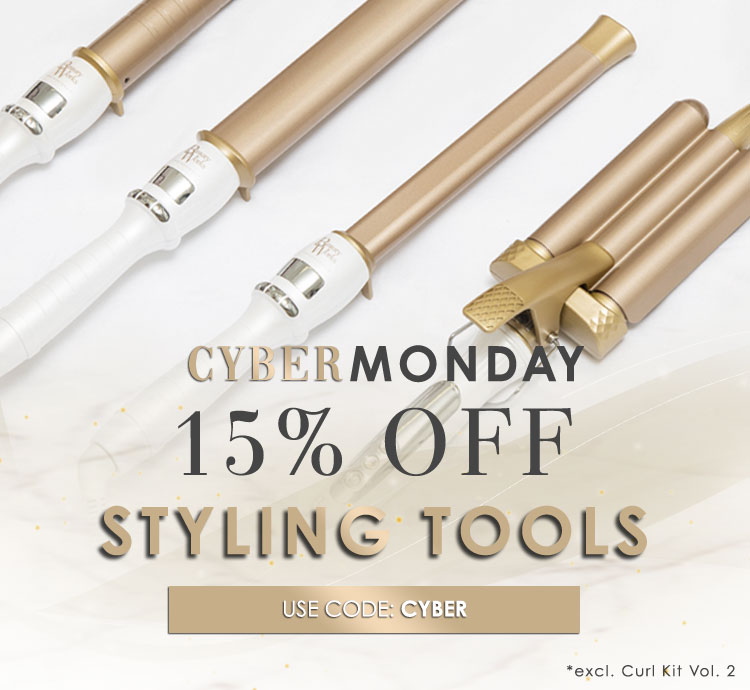 CYBERMONDAY
15% OFF
STYLING TOOLS
USE CODE: CYBER
*excl. Curl Kit Vol. 2